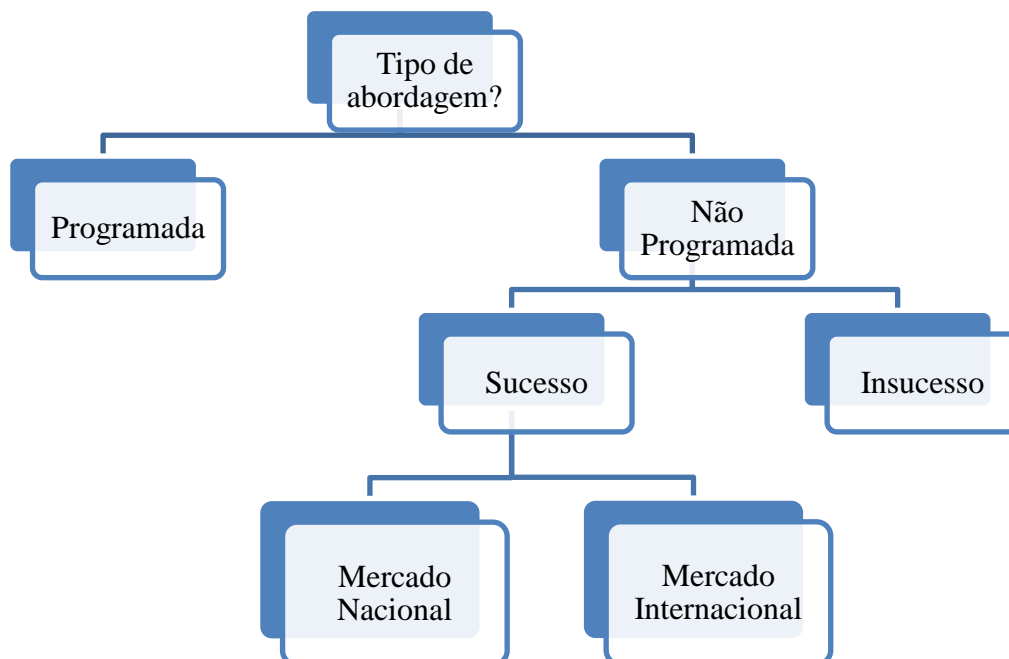 Tipo de
abordagem?
Programada
Não
Programada
Sucesso
Insucesso
Mercado
Nacional
Mercado
Internacional